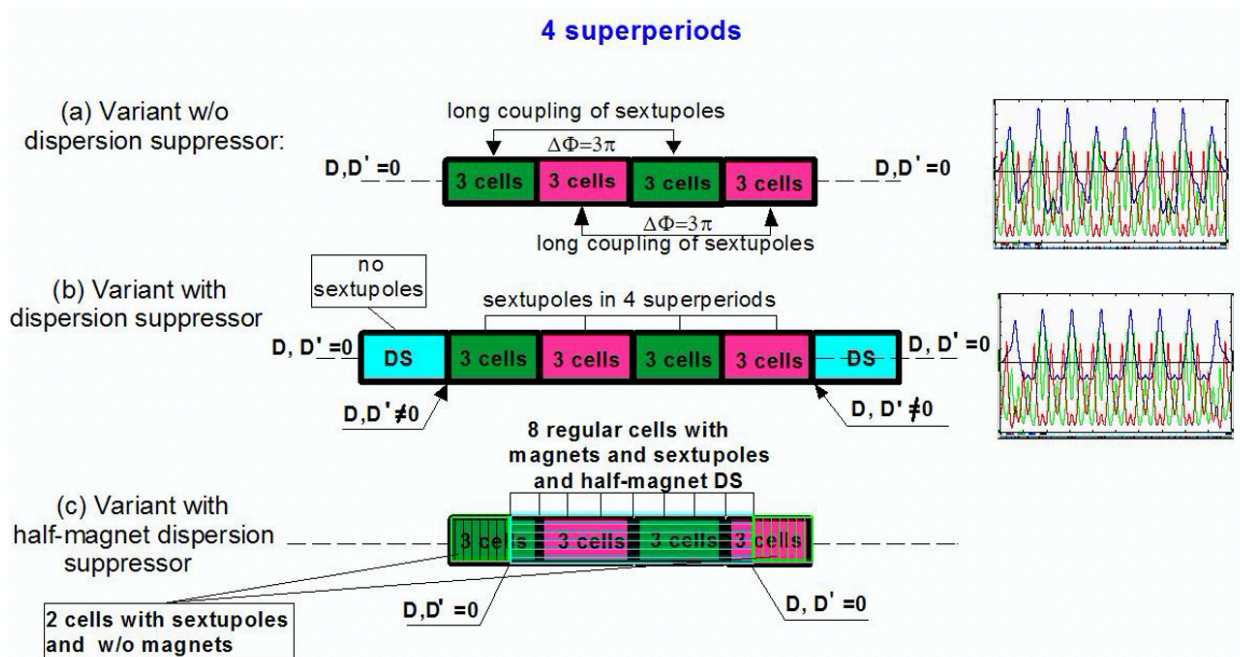 4 superperiods
(a) Variant w/o
dispersion suppressor:
long coupling of sextupoles
ΔΦ=3π
D,D' =0
3 cells
3 cells
3 cells
3 cells
D,D' =0
ΔΦ=3π
long coupling of sextupoles
(b) Variant with
dispersion suppressor
no
sextupoles
sextupoles in 4 superperiods
D, D' =0
DS
3 cells
3 cells
3 cells
3 cells
DS
D, D' =0
D,D' ≠0
D, D' ≠0
8 regular cells with
magnets and sextupoles
and half-magnet DS
(c) Variant with
half-magnet dispersion
suppressor
3 cells
3 cells
3 cells
3 cells
D,D' =0
D, D' =0
2 cells with sextupoles
and w/o magnets